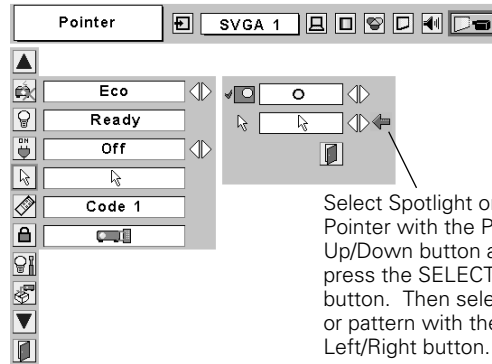 Pointer
SVGA 1
Eco
Ready
ON
Off
Code 1
Select Spotlight or
Pointer with the
Up/Down button
press the SELECT
button. Then
or pattern with the
Left/Right button.